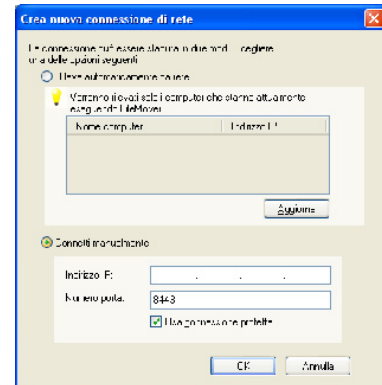 Crea nuova connessione di rete
La connessione può essere stabilita in due modi. Scegliere
una delle opzioni seguenti
Rileva automaticamente la rete
Verranno rilevati solo i computer che stanno attualmente
eseguendo FileMover
Nome computer Indirizzo IP
Aggiorna
Connetti manualmente
Indirizzo IP:
Numero porta: 8443
Usa connessione protetta
OK Annulla